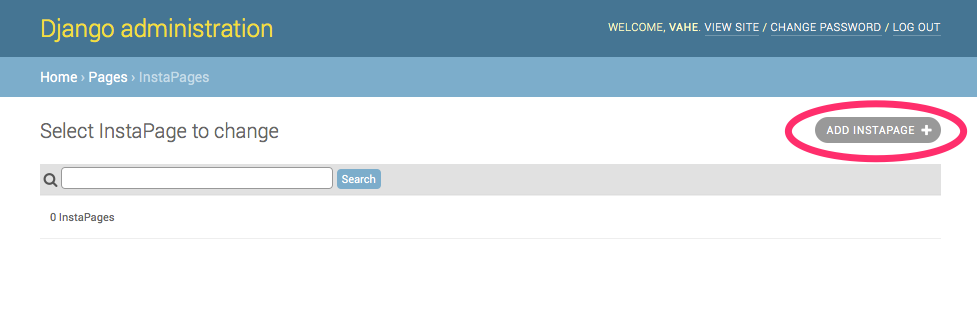 Django administration
WELCOME, VAHE. VIEW SITE / CHANGE PASSWORD / LOG OUT
Home › Pages › InstaPages
Select InstaPage to change
ADD INSTAPAGE +
Search
0 InstaPages